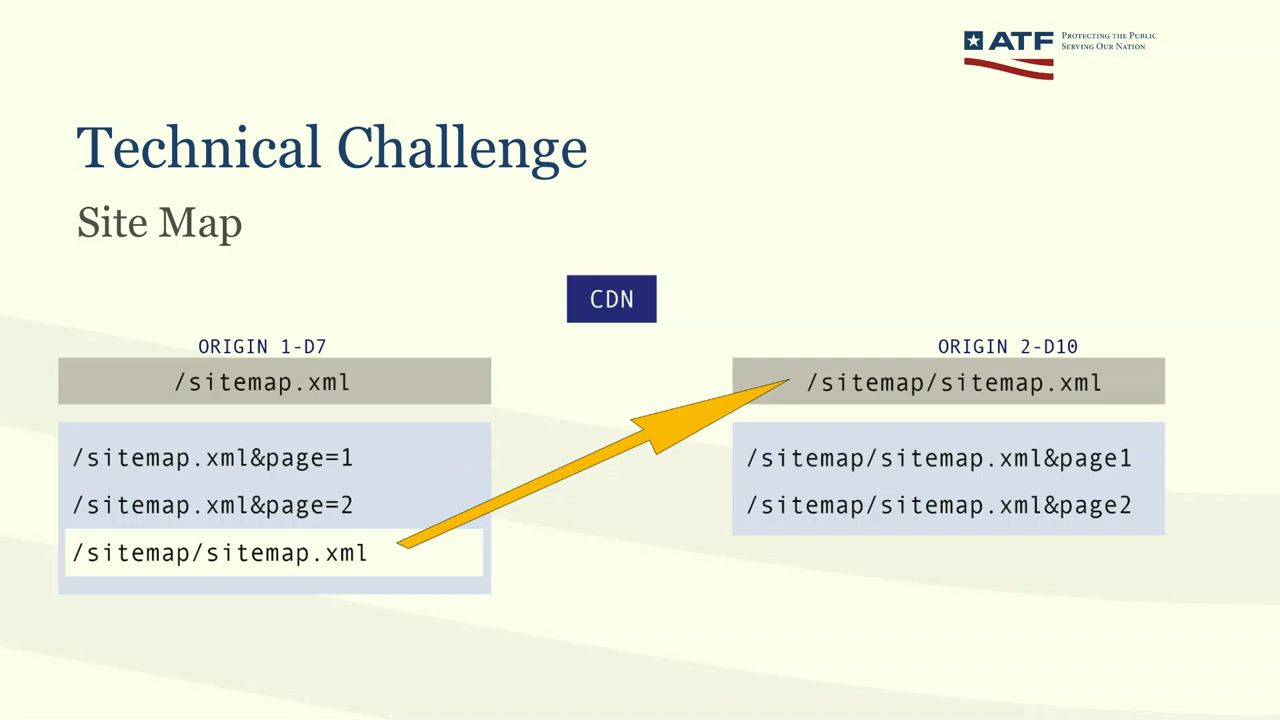 ATF
PROTECTING THE PUBLIC
SERVING OUR NATION
Technical Challenge
Site Map
CDN
ORIGIN 1-D7
/sitemap.xml
/sitemap.xml&page=1
/sitemap.xml&page=2
/sitemap/sitemap.xml
ORIGIN 2-D10
/sitemap/sitemap.xml
/sitemap/sitemap.xml&page1
/sitemap/sitemap.xml&page2